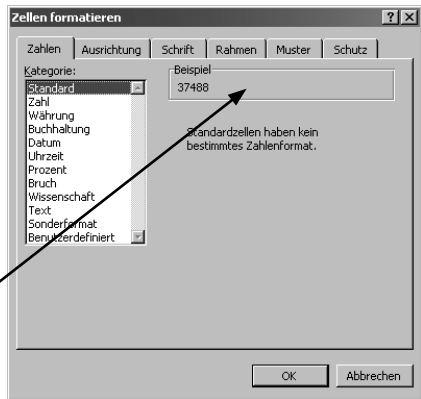 Zellen formatieren
Zahlen Ausrichtung Schrift Rahmen Muster Schutz
Kategorie:
Standard
Zahl
Währung
Buchhaltung
Datum
Uhrzeit
Prozent
Bruch
Wissenschaft
Text
Sonderformat
Benutzerdefiniert
Beispiel
37488
Standardzellen haben kein
bestimmtes Zahlenformat.
OK Abbrechen